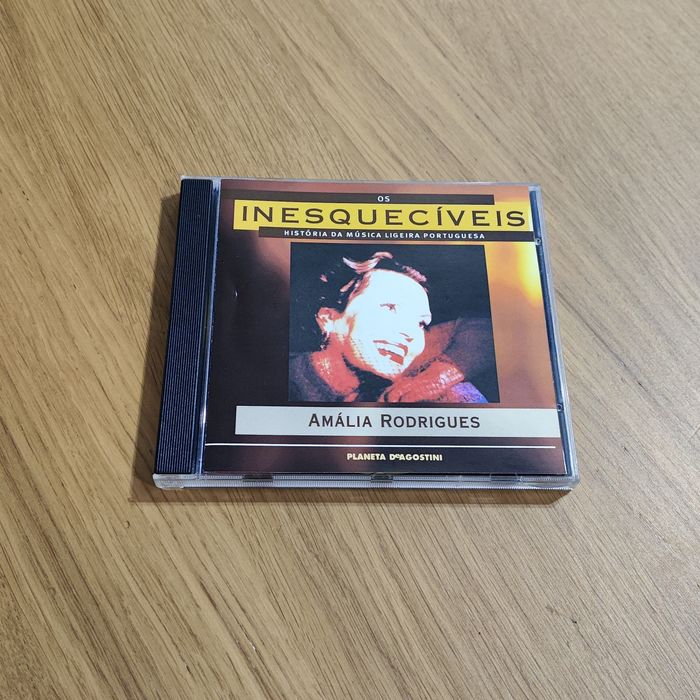 OS
INESQUECÍVEIS
HISTÓRIA DA MÚSICA LIGEIRA PORTUGUESA
AMÁLIA RODRIGUES
PLANETA DeAGOSTINI